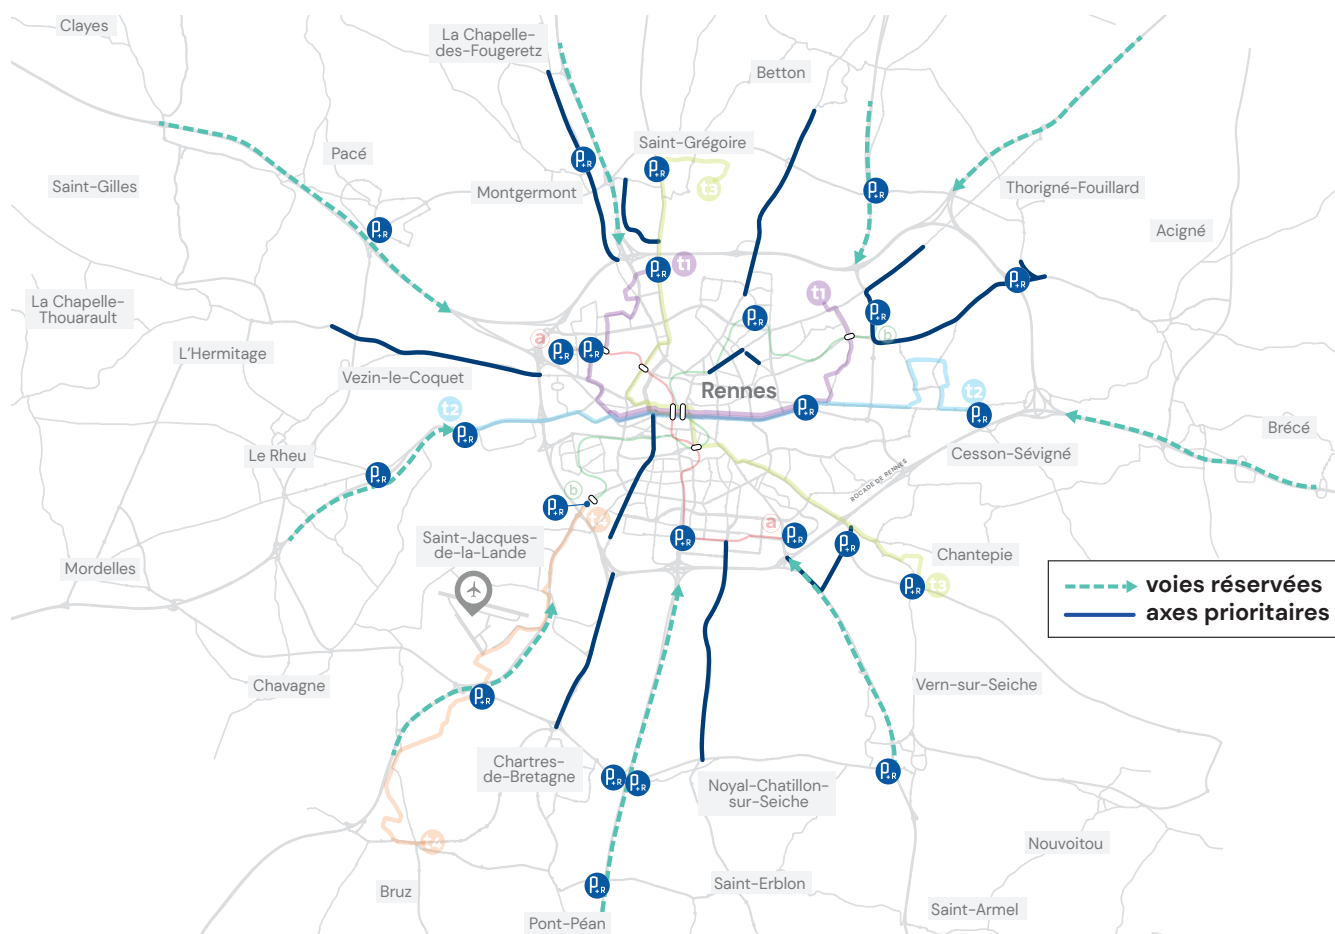 Clayes
La Chapelle-
des-Fougeretz
Betton
Saint-Grégoire
Pacé
P+R
P+R
Saint-Gilles
Montgermont
t3
P+R
Thorigné-Fouillard
P+R
Acigné
t1
P+R
P+R
t1
La Chapelle-
Thouarault
P+R
P+R
a
b
L'Hermitage
P+R
P+R
Vezin-le-Coquet
Rennes
t2
t2
P+R
P+R
P+R
Brécé
Le Rheu
Cesson-Sévigné
P+R
ROCADE DE RENNES
b
P+R
t4
a
Saint-Jacques-
de-la-Lande
P+R
P+R
P+R
Chantepie
Mordelles
P+R
t3
voies réservées
axes prioritaires
Chavagne
P+R
Vern-sur-Seiche
Chartres-
de-Bretagne
P+R
P+R
P+R
Noyal-Chatillon-
sur-Seiche
t4
Nouvoitou
Bruz
P+R
Saint-Erblon
Pont-Péan
Saint-Armel